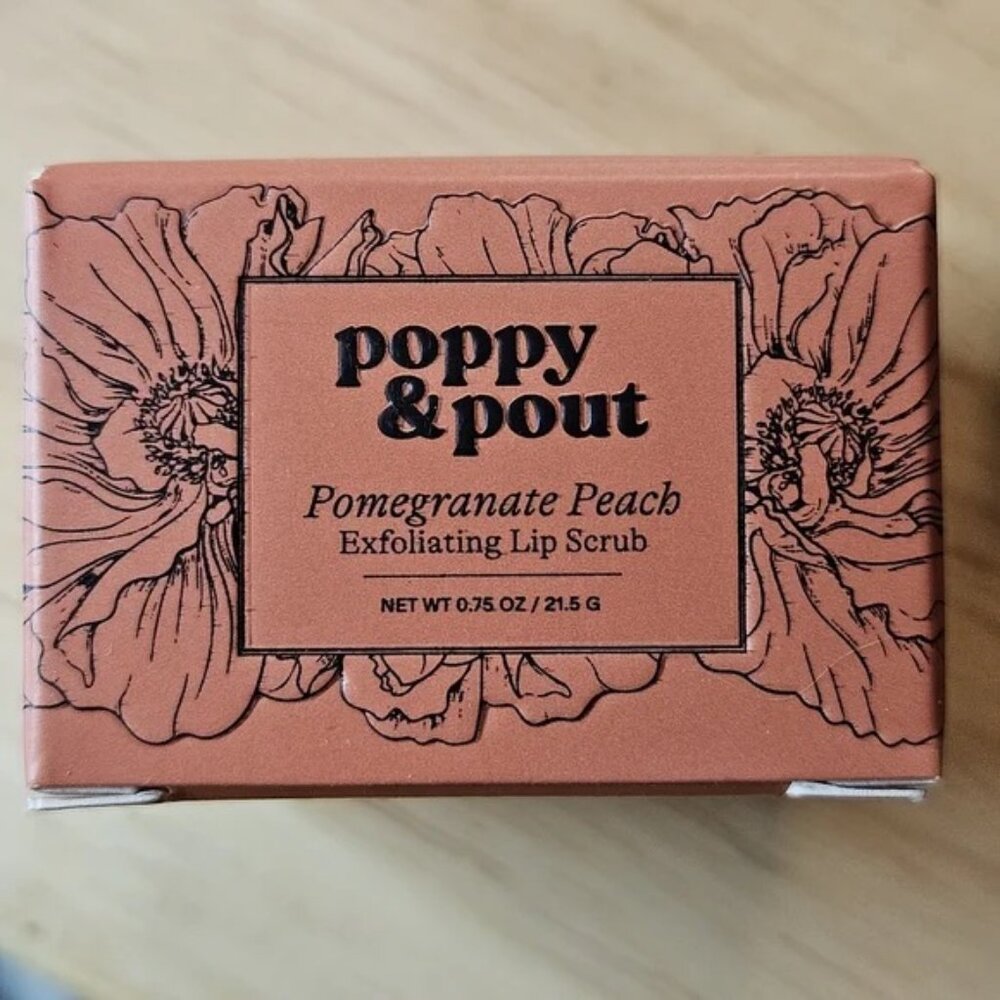 poppy
& pout
Pomegranate Peach
Exfoliating Lip Scrub
NET WT 0.75 OZ / 21.5 G